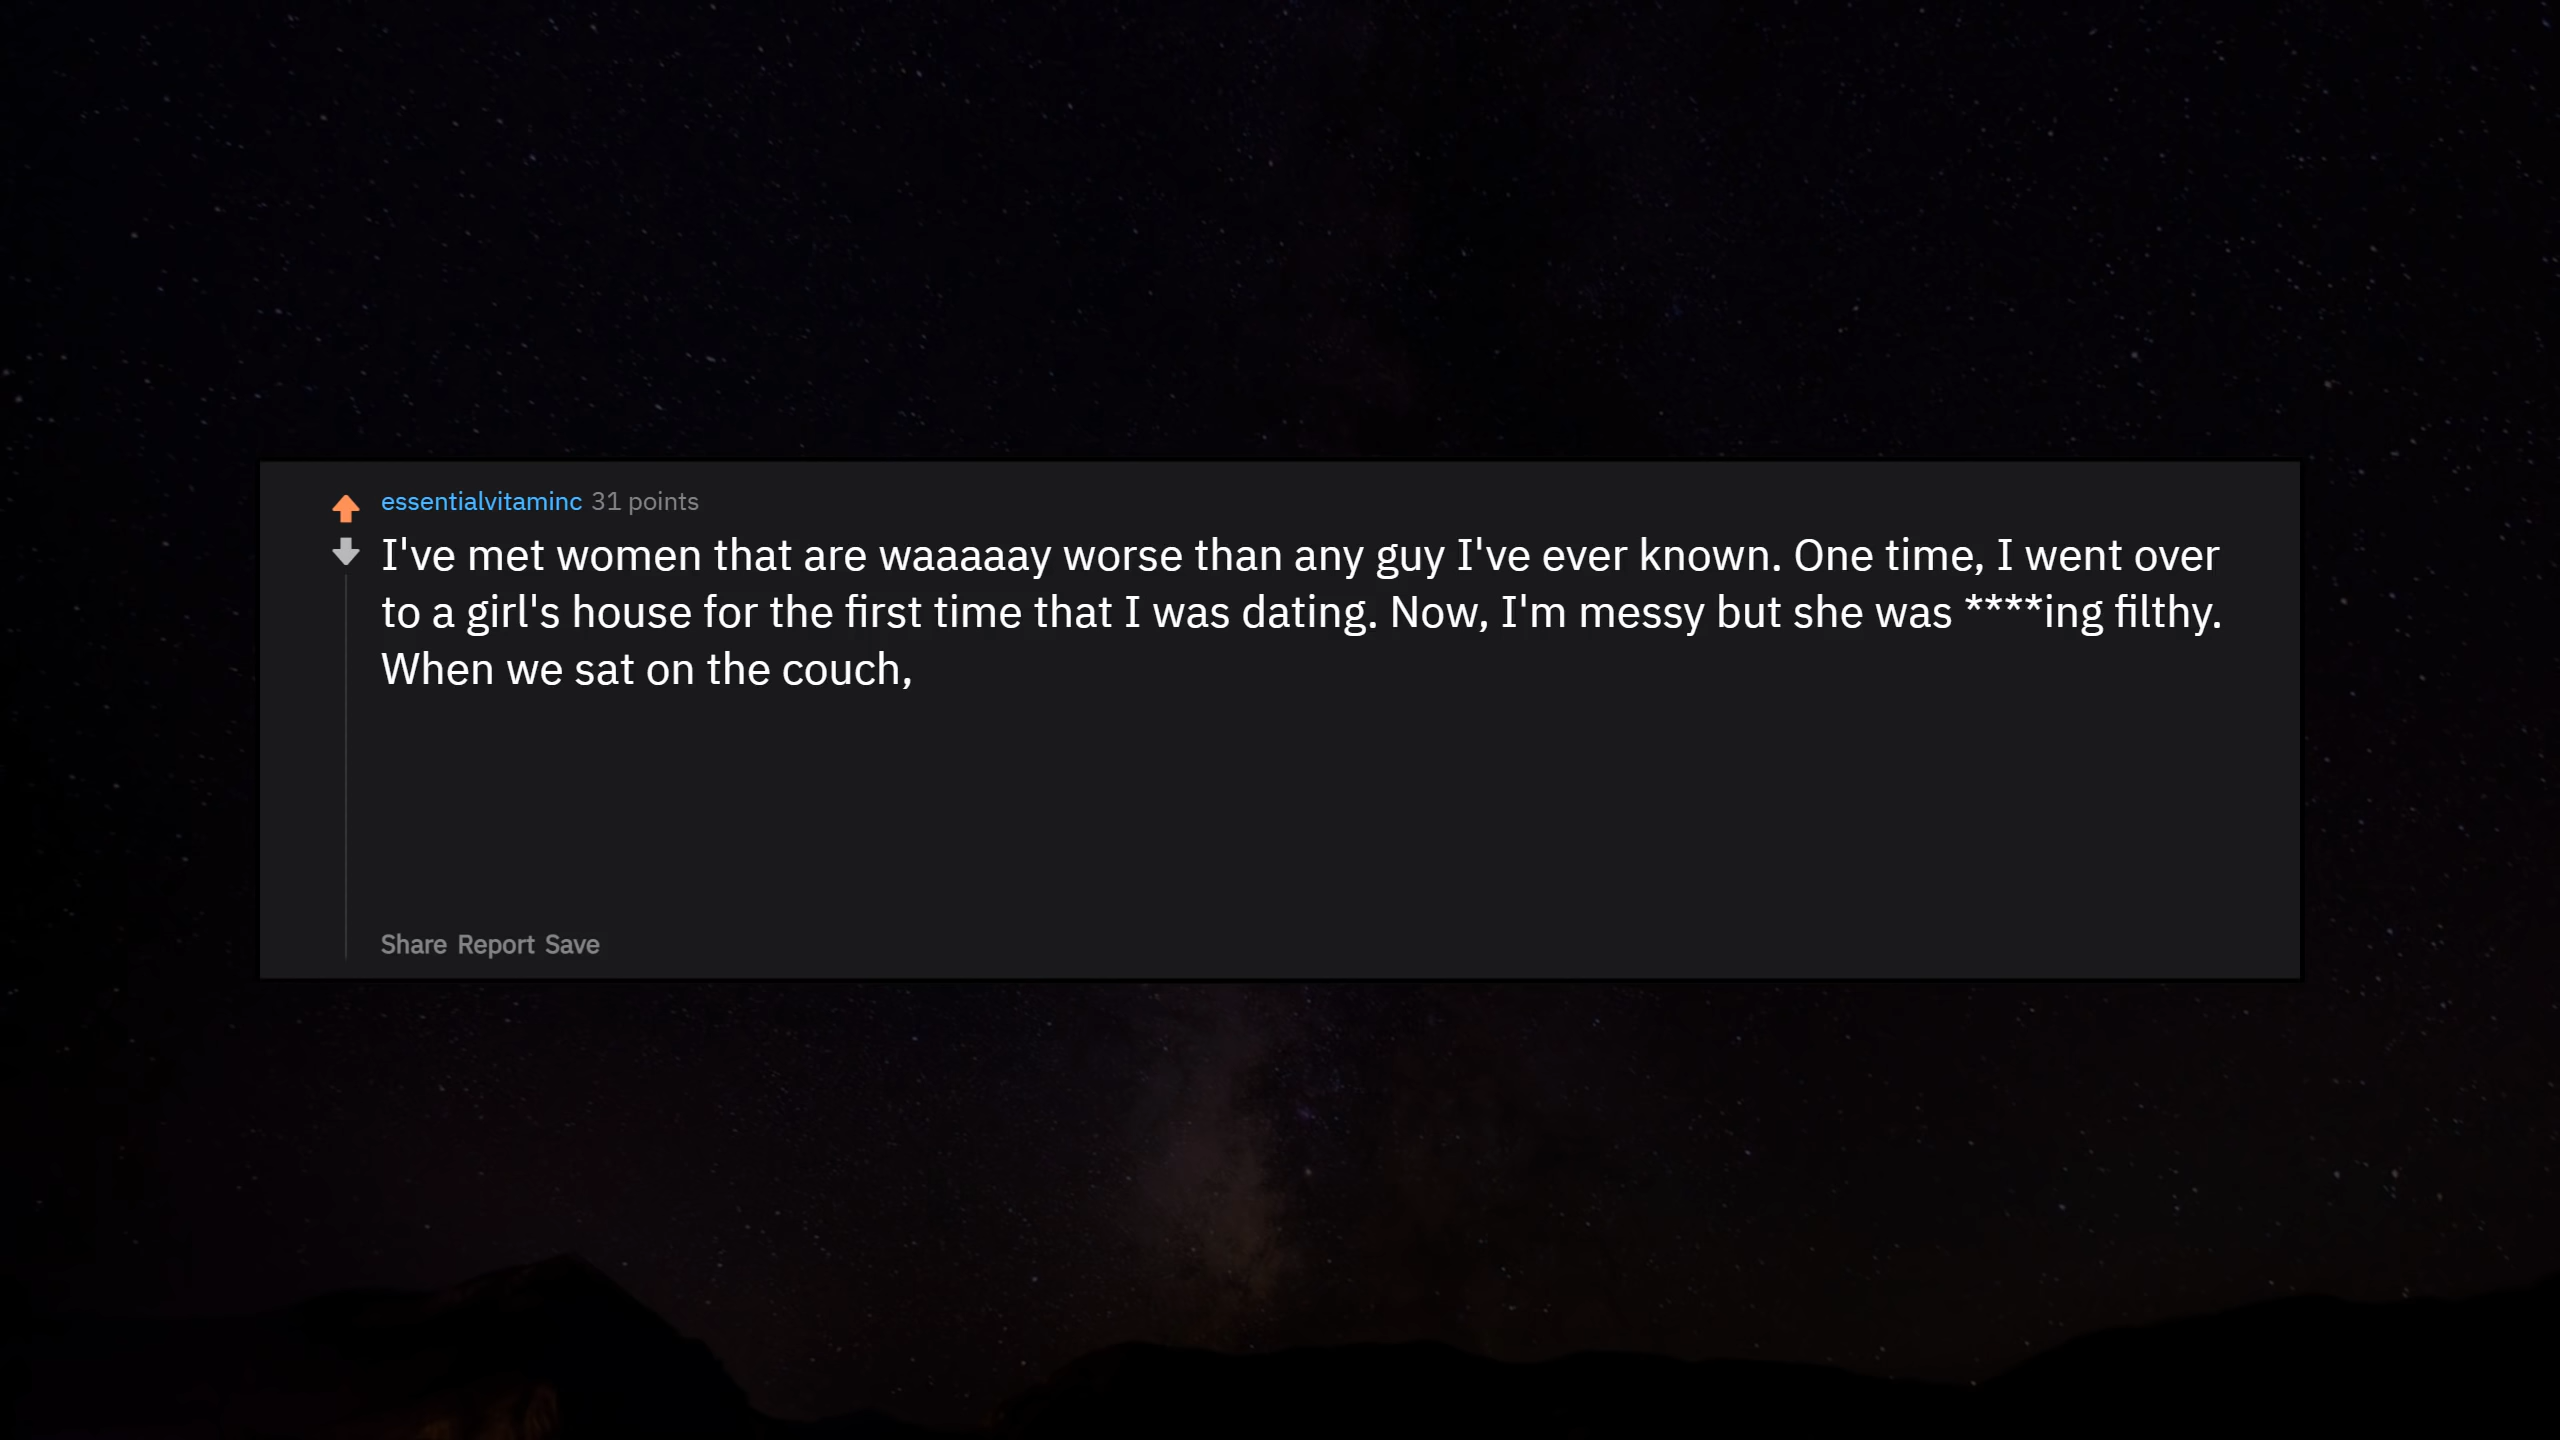 essentialvitaminc 31 points
I've met women that are waaaaay worse than any guy I've ever known. One time, I went over
to a girl's house for the first time that I was dating. Now, I'm messy but she was ****ing filthy.
When we sat on the couch,
Share Report Save